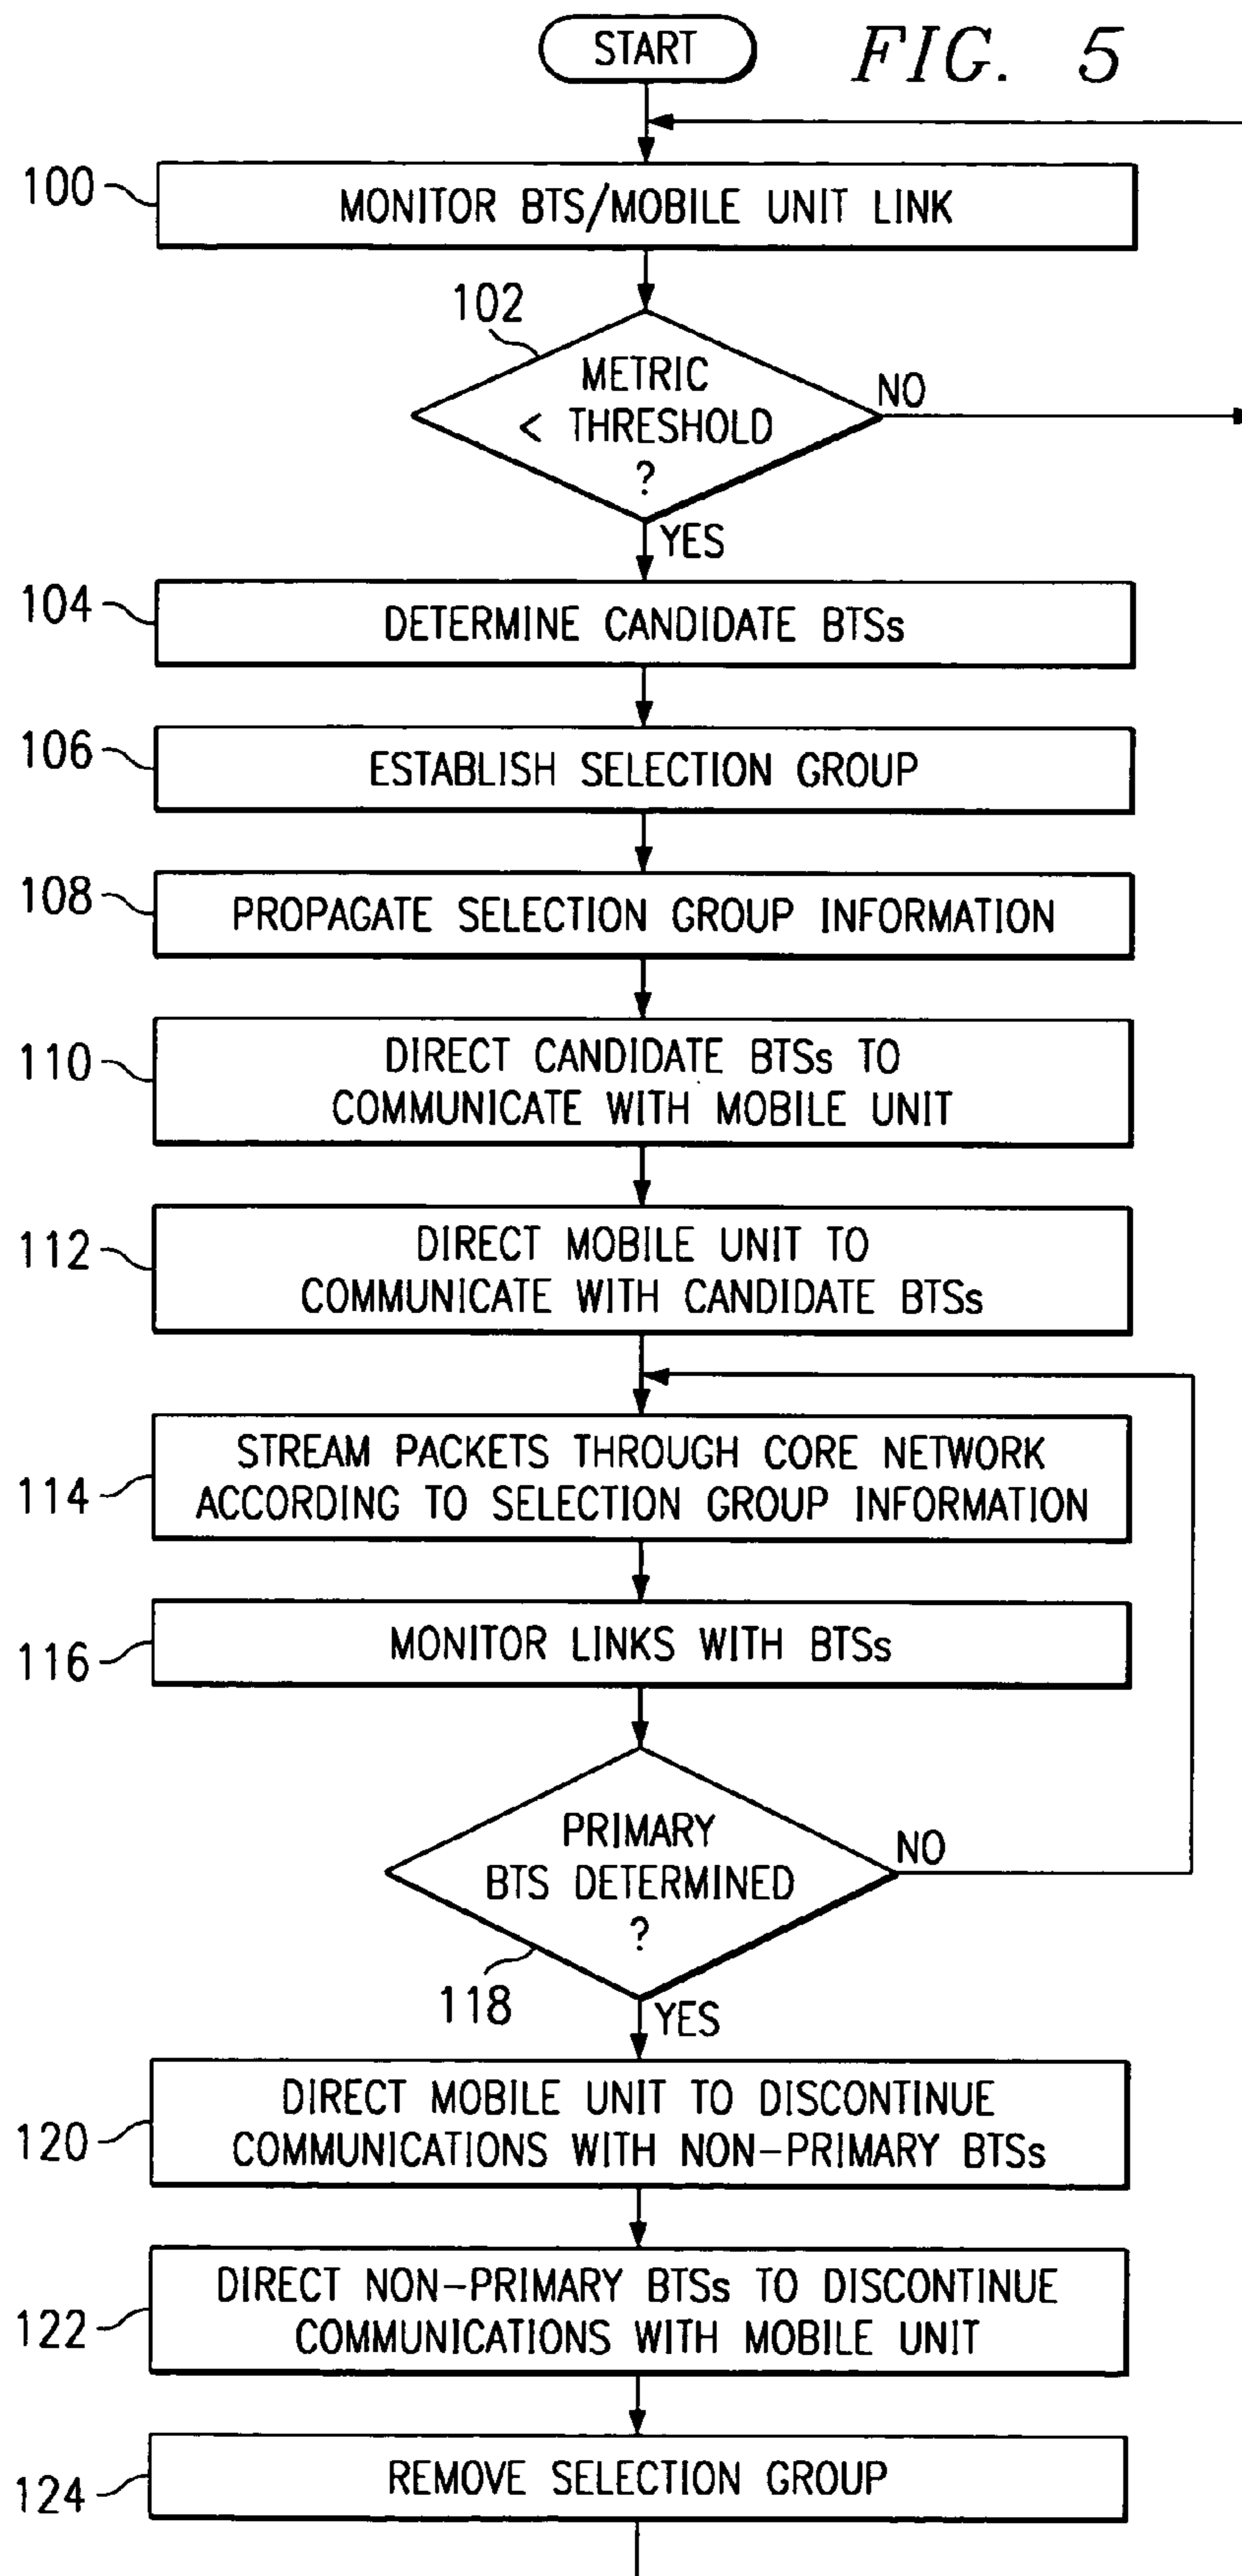 START
FIG. 5
100
MONITOR BTS/MOBILE UNIT LINK
102
METRIC
< THRESHOLD
?
NO
YES
104
DETERMINE CANDIDATE BTSs
106
ESTABLISH SELECTION GROUP
108
PROPAGATE SELECTION GROUP INFORMATION
110
DIRECT CANDIDATE BTSs TO
COMMUNICATE WITH MOBILE UNIT
112
DIRECT MOBILE UNIT TO
COMMUNICATE WITH CANDIDATE BTSs
114
STREAM PACKETS THROUGH CORE NETWORK
ACCORDING TO SELECTION GROUP INFORMATION
116
MONITOR LINKS WITH BTSs
PRIMARY
BTS DETERMINED
?
NO
118
YES
120
DIRECT MOBILE UNIT TO DISCONTINUE
COMMUNICATIONS WITH NON-PRIMARY BTSs
122
DIRECT NON-PRIMARY BTSs TO DISCONTINUE
COMMUNICATIONS WITH MOBILE UNIT
124
REMOVE SELECTION GROUP